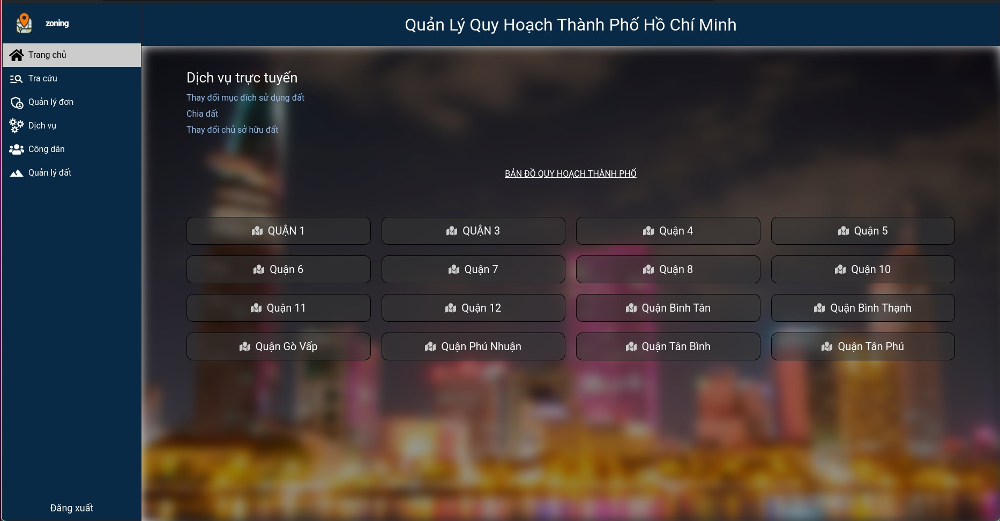 zoning
Quản Lý Quy Hoạch Thành Phố Hồ Chí Minh
Trang chủ
Tra cứu
Quản lý đơn
Dịch vụ
Công dân
Quản lý đất
Đăng xuất
Dịch vụ trực tuyến
Thay đổi mục đích sử dụng đất
Chia đất
Thay đổi chủ sở hữu đất
BẢN ĐỒ QUY HOẠCH THÀNH PHỐ
QUẬN 1
QUẬN 3
Quận 4
Quận 5
Quận 6
Quận 7
Quận 8
Quận 10
Quận 11
Quận 12
Quận Bình Tân
Quận Bình Thạnh
Quận Gò Vấp
Quận Phú Nhuận
Quận Tân Bình
Quận Tân Phú